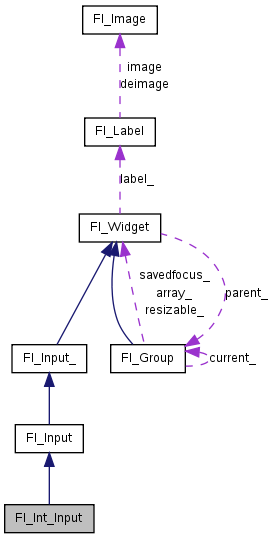 Fl_Image
image
deimage
Fl_Label
label_
Fl_Widget
savedfocus_
array_
resizable_
parent_
Fl_Input_
Fl_Group
current_
Fl_Input
Fl_Int_Input